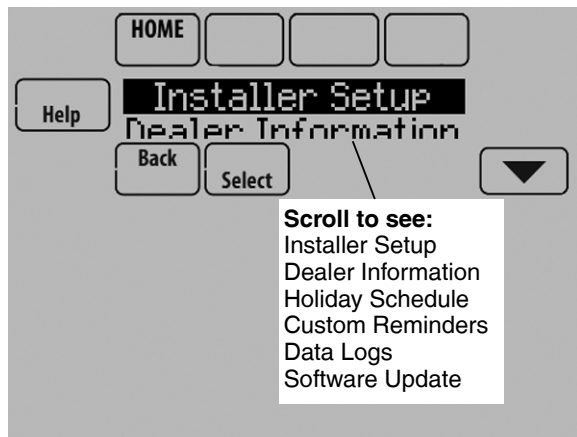 HOME
Help
Installer Setup
Dealer Information
Back
Select
Scroll to see:
Installer Setup
Dealer Information
Holiday Schedule
Custom Reminders
Data Logs
Software Update